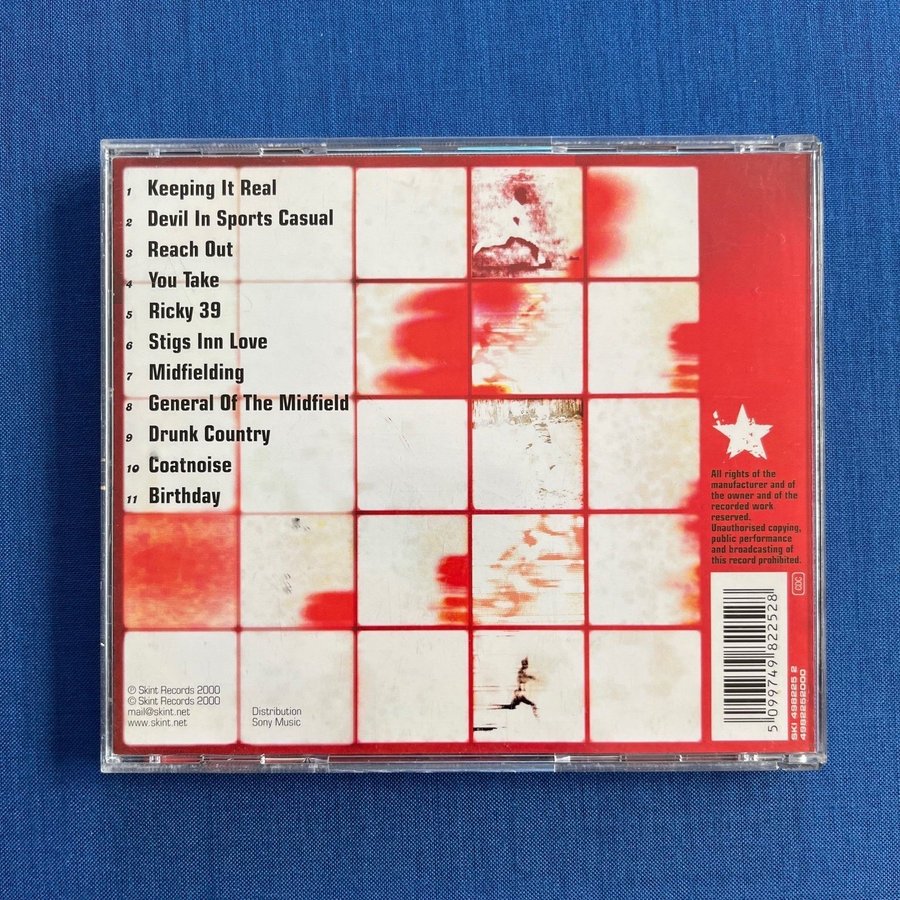 1 Keeping It Real
2 Devil In Sports Casual
3 Reach Out
4 You Take
5 Ricky 39
6 Stigs Inn Love
7 Midfielding
8 General Of The Midfield
9 Drunk Country
10 Coatnoise
11 Birthday
All rights of the
manufacturer and of
the owner and of the
recorded work
reserved.
Unauthorised copying,
public performance
and broadcasting of
this record prohibited.
CDC
5 099749 822528
SKI 498225 2
4982252000
℗ Skint Records 2000
© Skint Records 2000
mail@skint.net
www.skint.net
Distribution
Sony Music